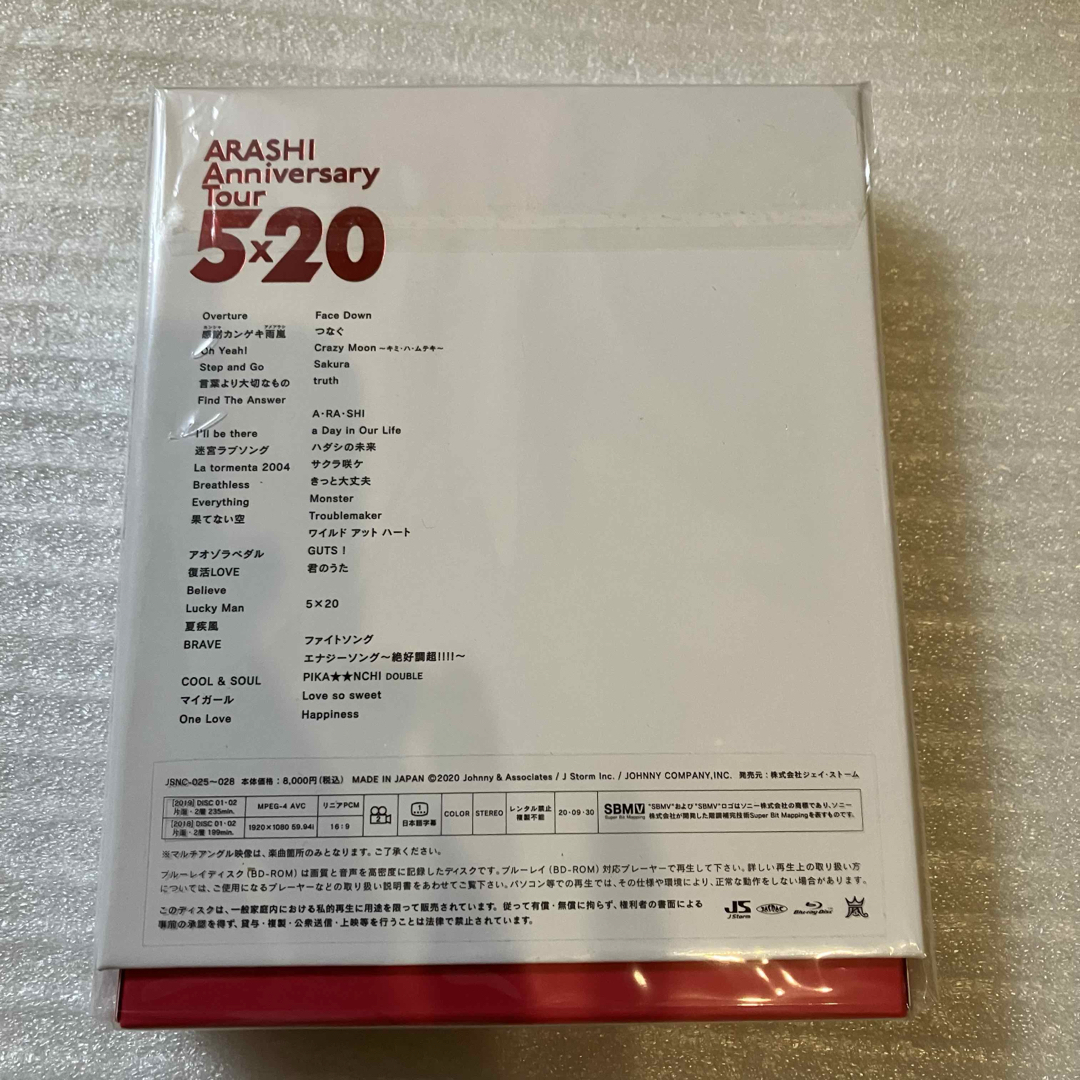 ARASHI
Anniversary
Tour
5×20
Overture
感謝カンゲキ雨嵐
Oh Yeah!
Step and Go
言葉より大切なもの
Find The Answer
I'll be there
迷宮ラブソング
La tormenta 2004
Breathless
Everything
果てない空
アオゾラペダル
復活LOVE
Believe
Lucky Man
夏疾風
BRAVE
COOL & SOUL
マイガール
One Love
Face Down
つなぐ
Crazy Moon～キミ・ハ・ムテキ～
Sakura
truth
A・RA・SHI
a Day in Our Life
ハダシの未来
サクラ咲ケ
きっと大丈夫
Monster
Troublemaker
ワイルド アット ハート
GUTS !
君のうた
5×20
ファイトソング
エナジーソング～絶好調超!!!!～
PIKA★★NCHI DOUBLE
Love so sweet
Happiness
JSNC-025～028 本体価格：8,000円(税込) MADE IN JAPAN ©2020 Johnny & Associates / J Storm Inc. / JOHNNY COMPANY,INC. 発売元：株式会社ジェイ・ストーム
[2019] DISC 01・02
片面・2層 235min.
MPEG-4 AVC
リニアPCM
[2018] DISC 01・02
片面・2層 199min.
1920×1080 59.94i
16：9
日本語字幕
COLOR
STEREO
レンタル禁止
複製不能
20・09・30
SBMV
Super Bit Mapping
"SBMV"および"SBMV"ロゴはソニー株式会社の商標であり、ソニー
株式会社が開発した階調補完技術Super Bit Mappingを表すものです。
※マルチアングル映像は、楽曲箇所のみとなります。ご了承ください。
ブルーレイディスク(BD-ROM)は画質と音声を高密度に記録したディスクです。ブルーレイ(BD-ROM)対応プレーヤーで再生して下さい。詳しい再生上の取り扱い方
については、ご使用になるプレーヤーなどの取り扱い説明書をあわせてご覧下さい。パソコン等での再生では、その仕様や環境により、正常な動作をしない場合があります。
このディスクは、一般家庭内における私的再生に用途を限って販売されています。従って有償・無償に拘らず、権利者の書面による
事前の承認を得ず、貸与・複製・公衆送信・上映等を行うことは法律で禁止されています。
JS
J Storm
Blu-ray Disc
嵐